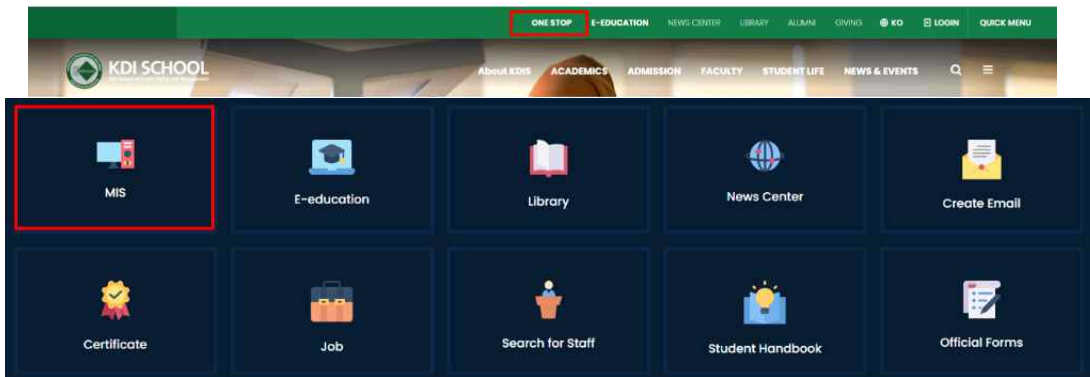 ONE STOP E-EDUCATION NEWS CENTER LIBRARY ALUMNI GIVING KO LOGIN QUICK MENU
KDI SCHOOL About KDIS ACADEMICS ADMISSION FACULTY STUDENT LIFE NEWS & EVENTS
MIS E-education Library News Center Create Email
Certificate Job Search for Staff Student Handbook Official Forms